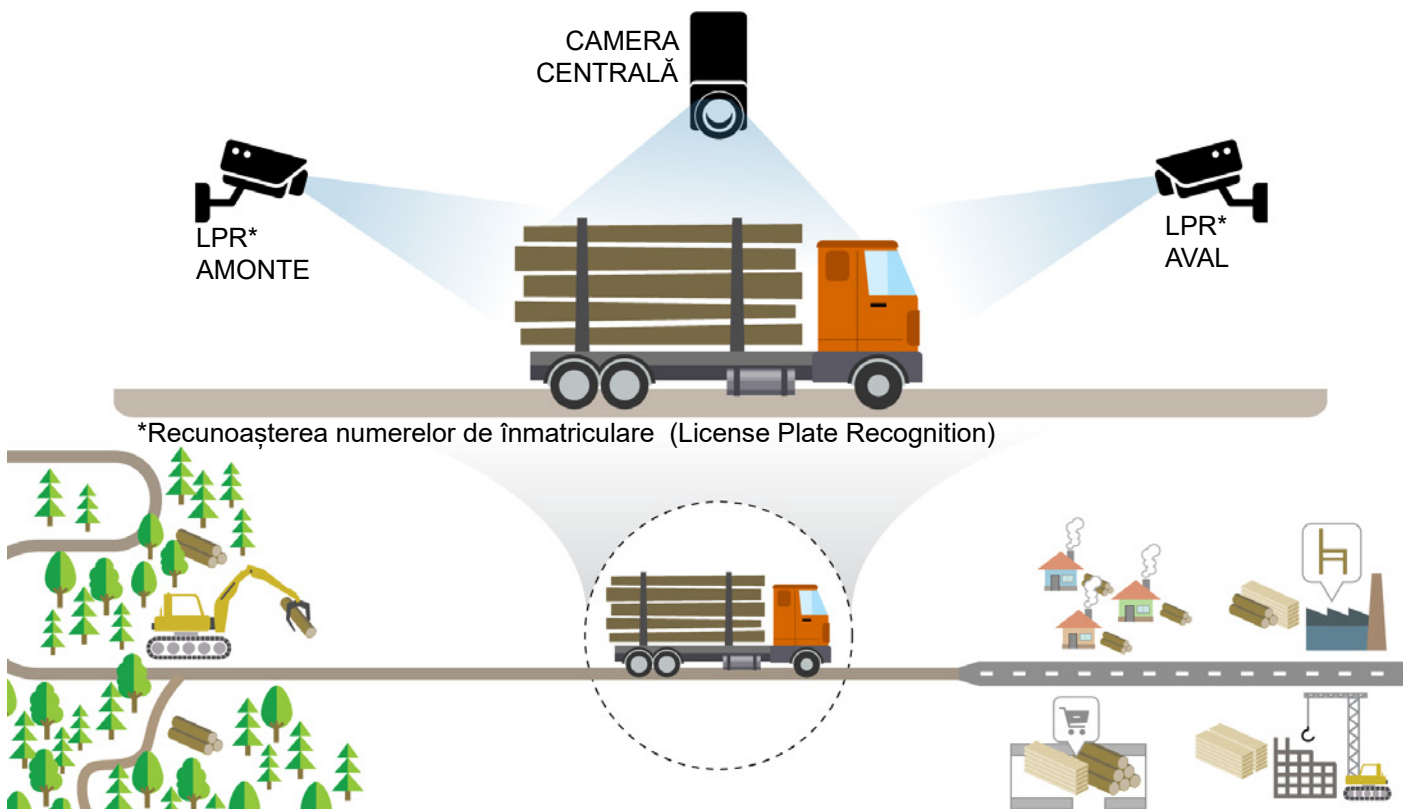 CAMERA
CENTRALĂ
LPR*
AMONTE
LPR*
AVAL
*Recunoașterea numerelor de înmatriculare (License Plate Recognition)